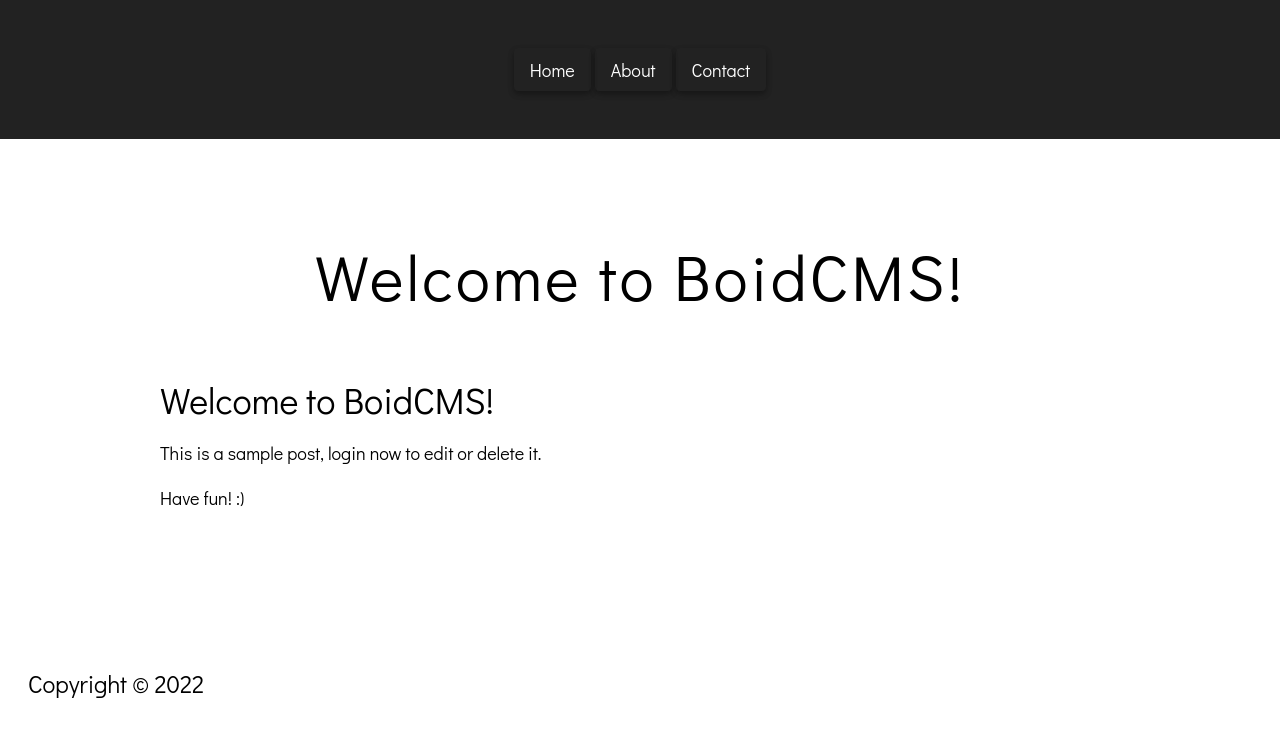 Home About Contact
Welcome to BoidCMS!
Welcome to BoidCMS!
This is a sample post, login now to edit or delete it.
Have fun! :)
Copyright © 2022